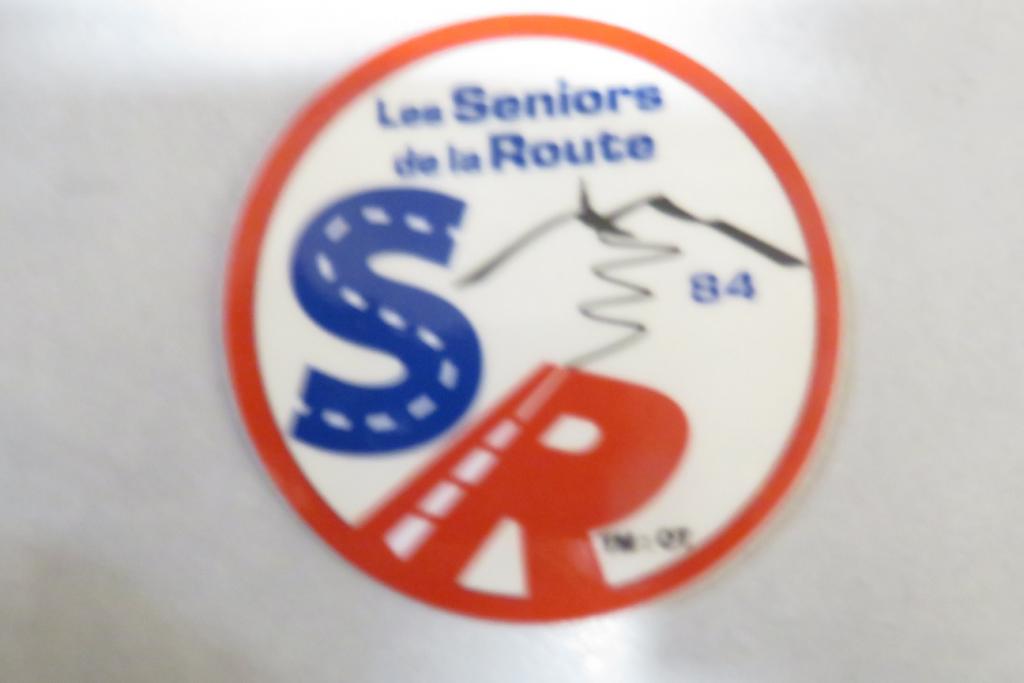 Les Seniors
de la Route
S
84
R